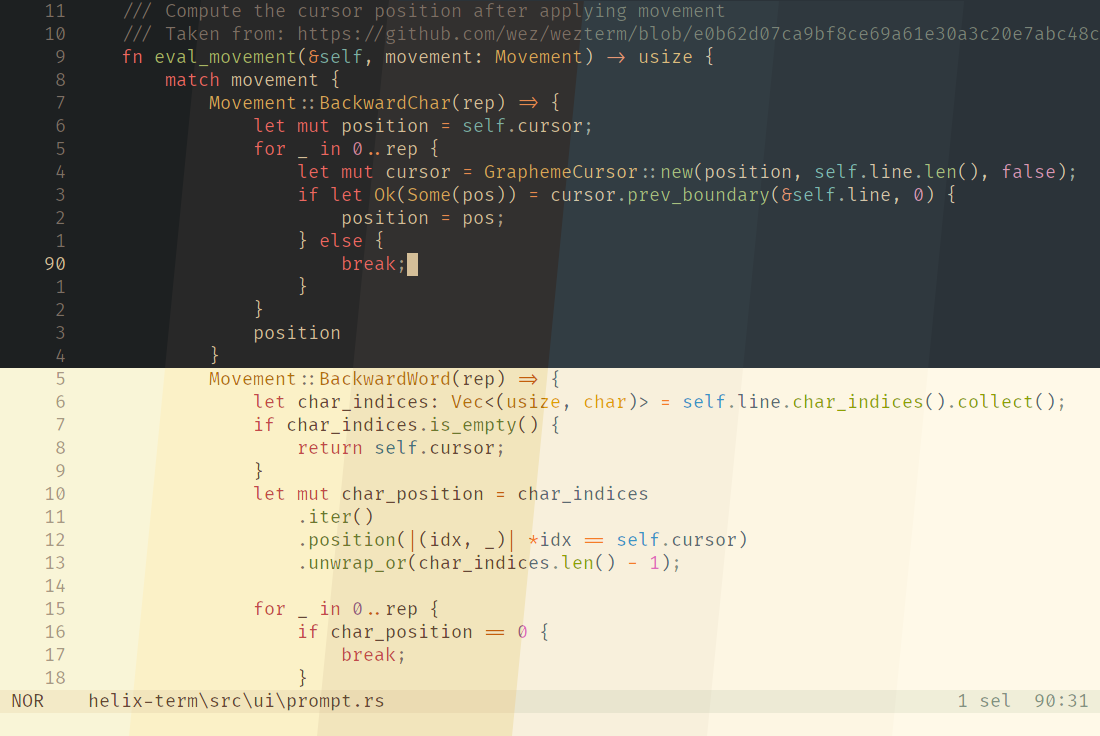 11 /// Compute the cursor position after applying movement
10 /// Taken from: https://github.com/wez/wezterm/blob/e0b62d07ca9bf8ce69a61e30a3c20e7abc48c
9 fn eval_movement(&self, movement: Movement) -> usize {
8 match movement {
7 Movement::BackwardChar(rep) => {
6 let mut position = self.cursor;
5 for _ in 0..rep {
4 let mut cursor = GraphemeCursor::new(position, self.line.len(), false);
3 if let Ok(Some(pos)) = cursor.prev_boundary(&self.line, 0) {
2 position = pos;
1 } else {
90 break;
1 }
2 }
3 position
4 }
5 Movement::BackwardWord(rep) => {
6 let char_indices: Vec<(usize, char)> = self.line.char_indices().collect();
7 if char_indices.is_empty() {
8 return self.cursor;
9 }
10 let mut char_position = char_indices
11 .iter()
12 .position(|(idx, _)| *idx == self.cursor)
13 .unwrap_or(char_indices.len() - 1);
14
15 for _ in 0..rep {
16 if char_position == 0 {
17 break;
18 }
NOR helix-term\src\ui\prompt.rs 1 sel 90:31